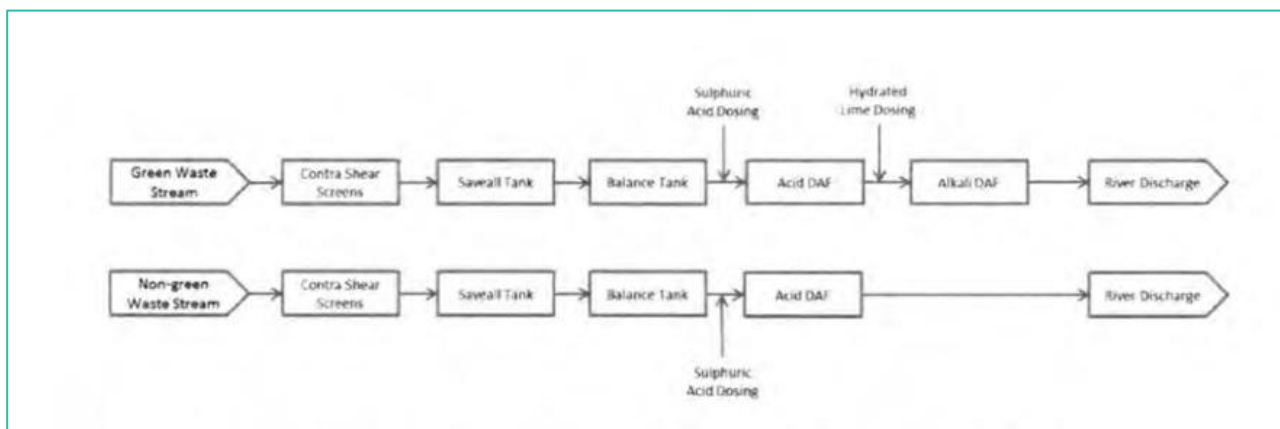 Sulphuric
Acid Dosing
Hydrated
Lime Dosing
Green Waste
Stream
Contra Shear
Screens
Saveall Tank
Balance Tank
Acid DAF
Alkali DAF
River Discharge
Non-green
Waste Stream
Contra Shear
Screens
Saveall Tank
Balance Tank
Acid DAF
River Discharge
Sulphuric
Acid Dosing